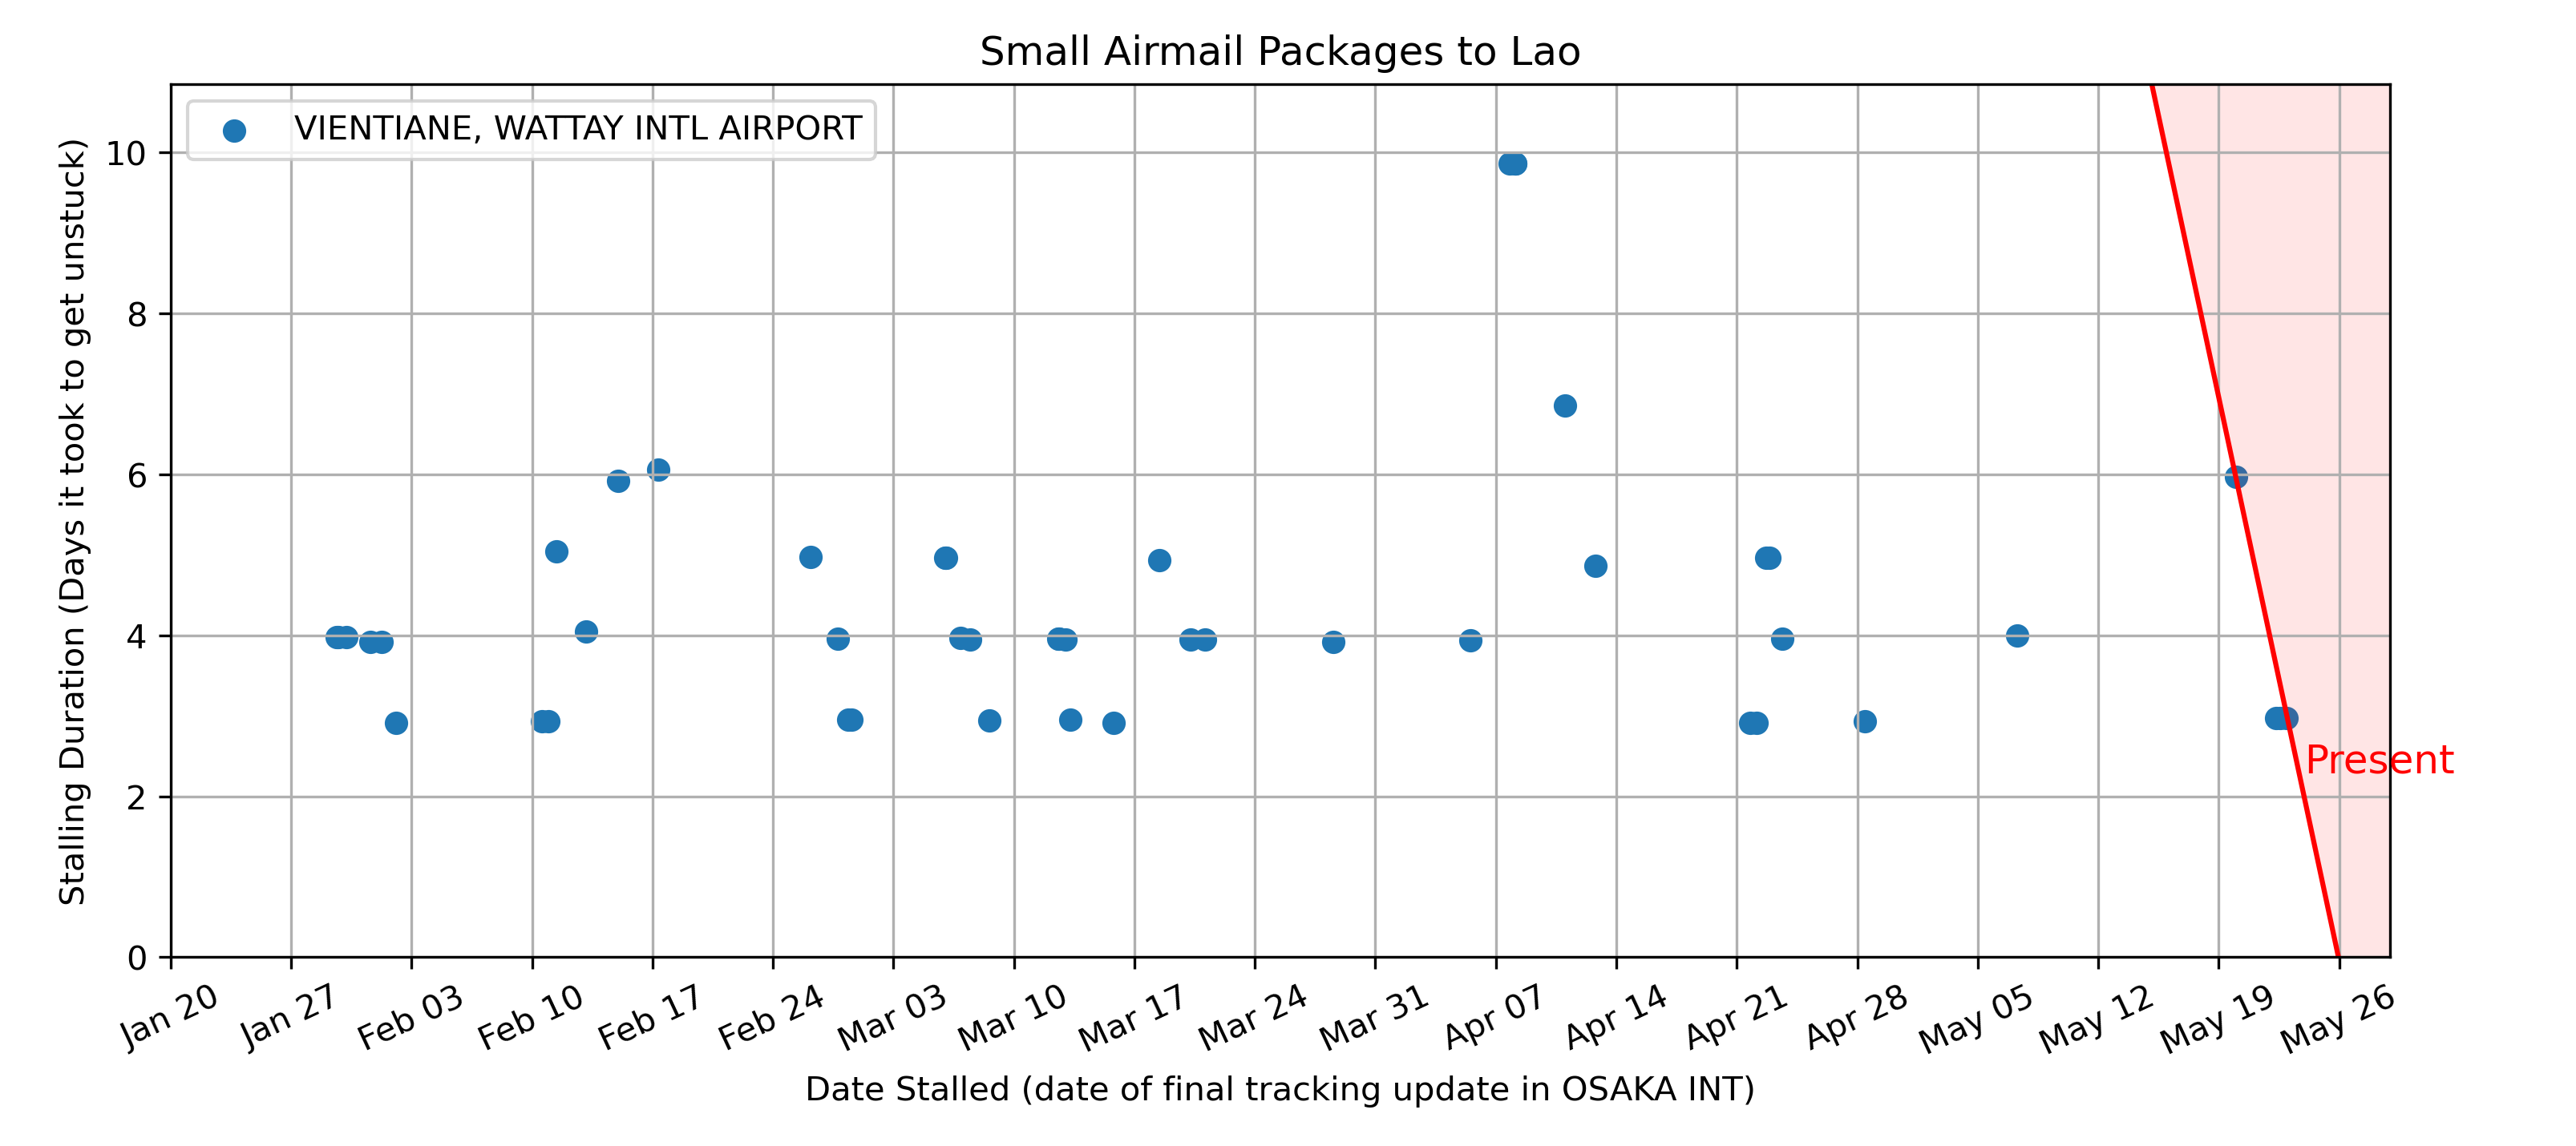 Small Airmail Packages to Lao
VIENTIANE, WATTAY INTL AIRPORT
Stalling Duration (Days it took to get unstuck)
10
8
6
4
2
0
Present
Jan 20 Jan 27 Feb 03 Feb 10 Feb 17 Feb 24 Mar 03 Mar 10 Mar 17 Mar 24 Mar 31 Apr 07 Apr 14 Apr 21 Apr 28 May 05 May 12 May 19 May 26
Date Stalled (date of final tracking update in OSAKA INT)